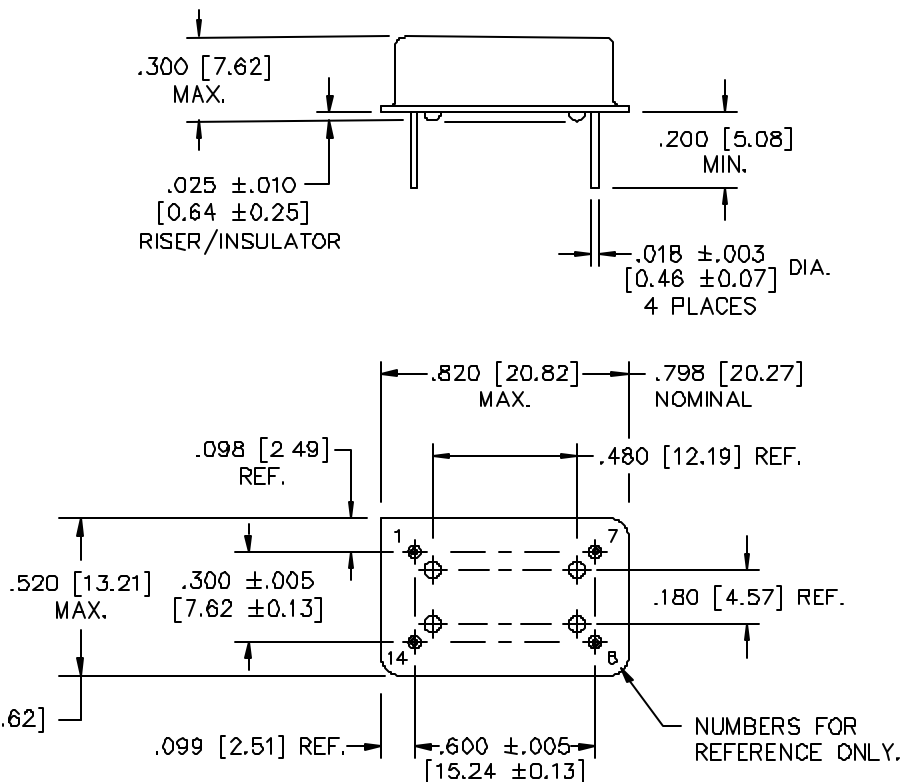 .300 [7.62]
MAX.
.200 [5.08]
MIN.
.025 ±.010
[0.64 ±0.25]
RISER/INSULATOR
.018 ±.003
[0.46 ±0.07]
DIA.
4 PLACES
.820 [20.82]
MAX.
.798 [20.27]
NOMINAL
.098 [2.49]
REF.
.480 [12.19] REF.
1
7
.520 [13.21]
MAX.
.300 ±.005
[7.62 ±0.13]
.180 [4.57] REF.
14
8
.62]
NUMBERS FOR
REFERENCE ONLY.
.099 [2.51] REF.
.600 ±.005
[15.24 ±0.13]